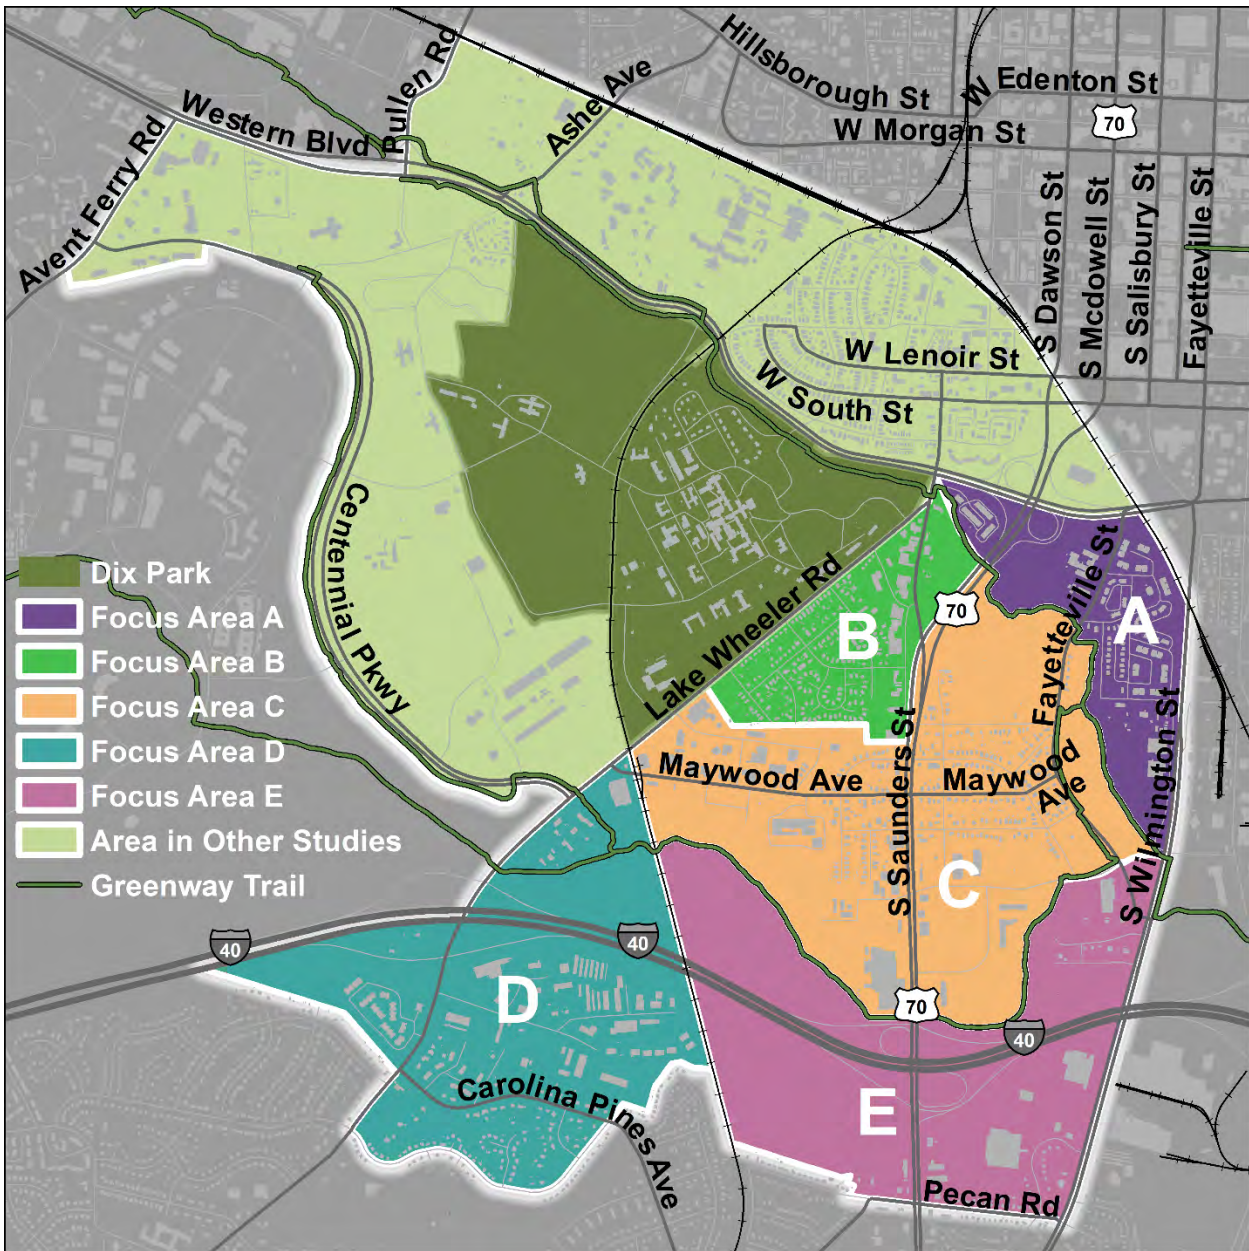 Hillsborough St
W Edenton St
70
W Morgan St
Pullen Rd
Ashe Ave
Western Blvd
Avent Ferry Rd
S Dawson St
S Mcdowell St
S Salisbury St
Fayetteville St
W Lenoir St
W South St
Centennial Pkwy
Lake Wheeler Rd
Fayetteville St
70
A
B
Dix Park
Focus Area A
Focus Area B
Focus Area C
Focus Area D
Focus Area E
Area in Other Studies
Greenway Trail
Maywood Ave
Maywood
Ave
S Saunders St
S Wilmington St
C
40
40
D
70
40
Carolina Pines Ave
E
Pecan Rd